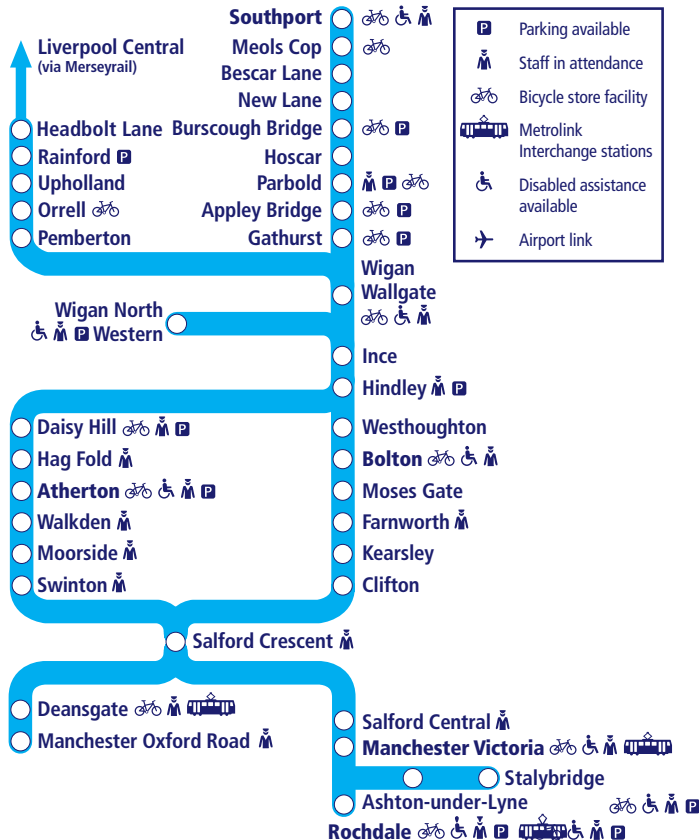 Southport
Meols Cop
Bescar Lane
New Lane
Burscough Bridge
Hoscar
Parbold
Appley Bridge
Gathurst
Liverpool Central
(via Merseyrail)
Headbolt Lane
Rainford P
Upholland
Orrell
Pemberton
P
P
P
P
P Parking available
Staff in attendance
Bicycle store facility
Metrolink
Interchange stations
Disabled assistance
available
Airport link
Wigan
Wallgate
Wigan North
P Western
Ince
Hindley P
Daisy Hill P
Hag Fold
Atherton P
Walkden
Moorside
Swinton
Westhoughton
Bolton
Moses Gate
Farnworth
Kearsley
Clifton
Salford Crescent
Deansgate
Manchester Oxford Road
Salford Central
Manchester Victoria
Stalybridge
P
Ashton-under-Lyne
Rochdale P P